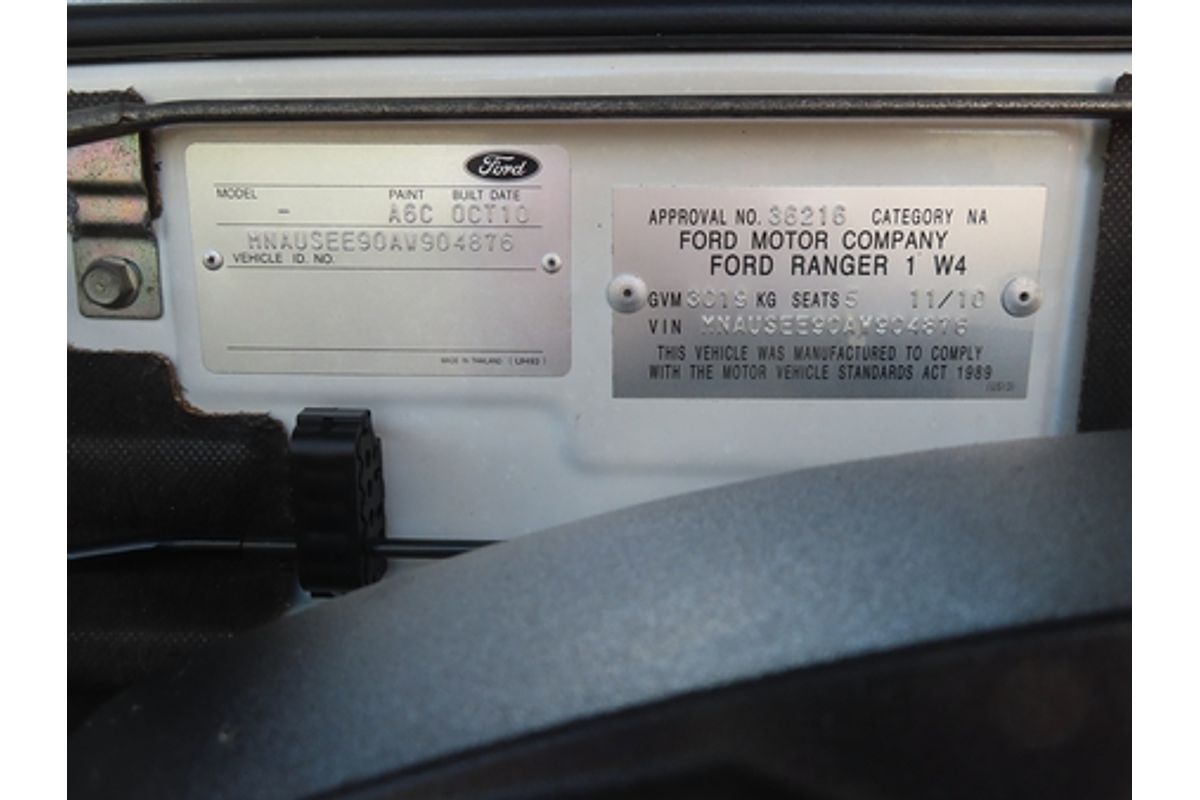 Ford
MODEL PAINT BUILT DATE
- A6C OCT10
MNAUSEE90AW904876
VEHICLE ID. NO.
MADE IN THAILAND
APPROVAL NO. 36216 CATEGORY NA
FORD MOTOR COMPANY
FORD RANGER 1 W4
GVM 3019 KG SEATS 5 11/10
VIN MNAUSEE90AW904876
THIS VEHICLE WAS MANUFACTURED TO COMPLY
WITH THE MOTOR VEHICLE STANDARDS ACT 1989